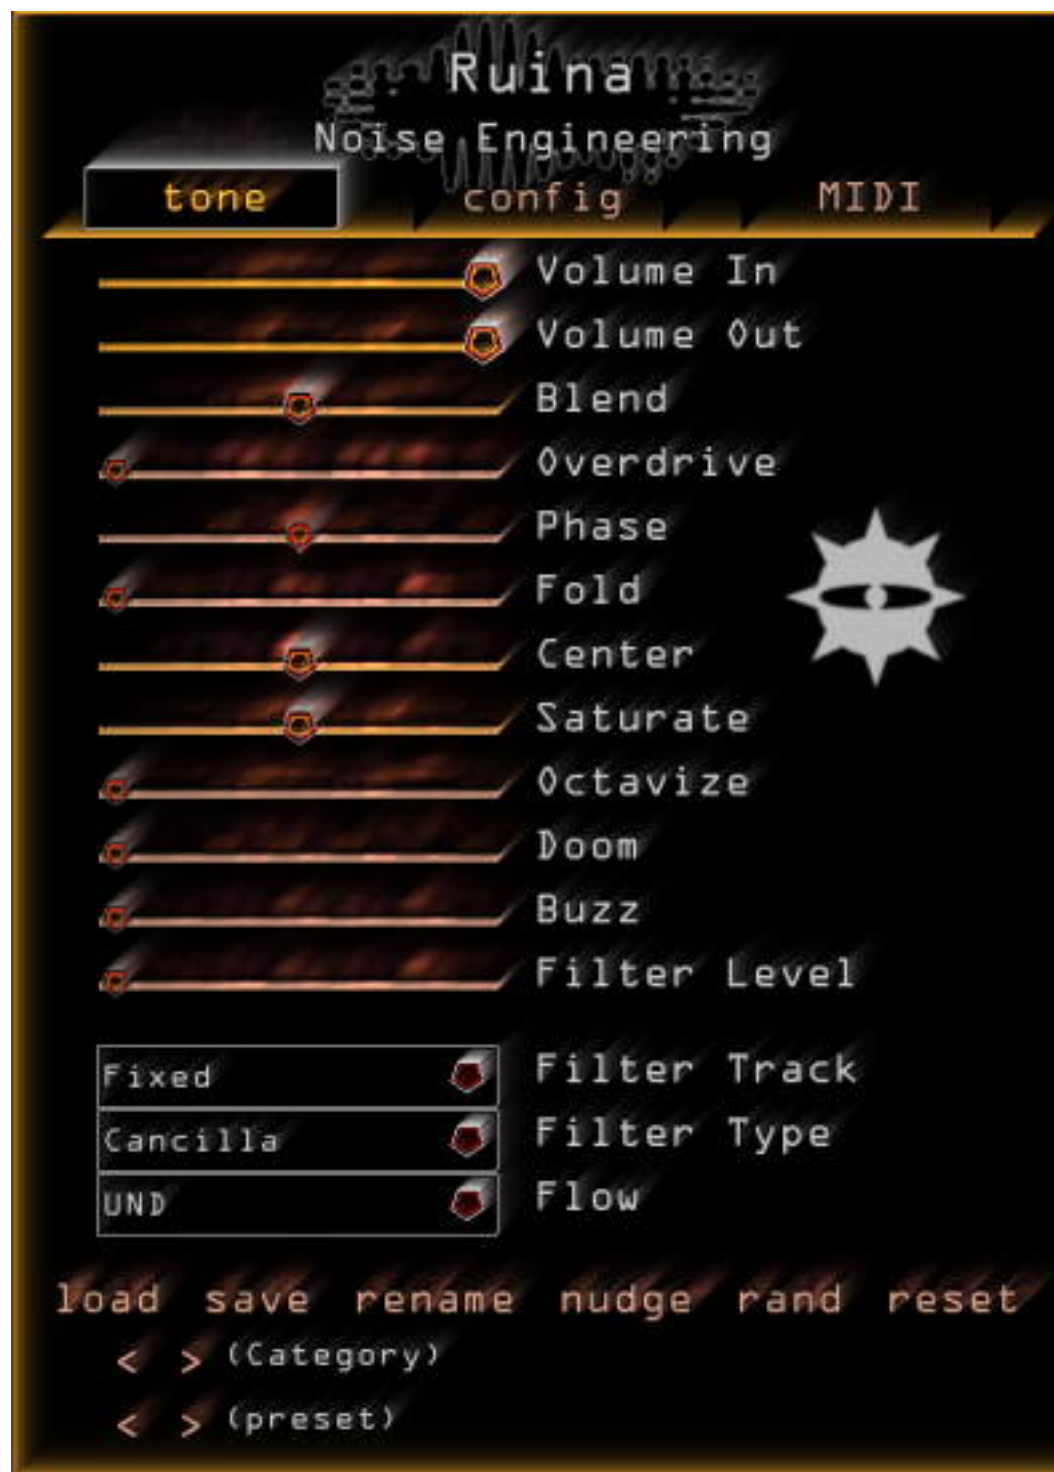 Ruina
Noise Engineering
tone config MIDI
Volume In
Volume Out
Blend
Overdrive
Phase
Fold
Center
Saturate
Octavize
Doom
Buzz
Filter Level
Fixed Filter Track
Cancilla Filter Type
UND Flow
load save rename nudge rand reset
< > (Category)
< > (preset)